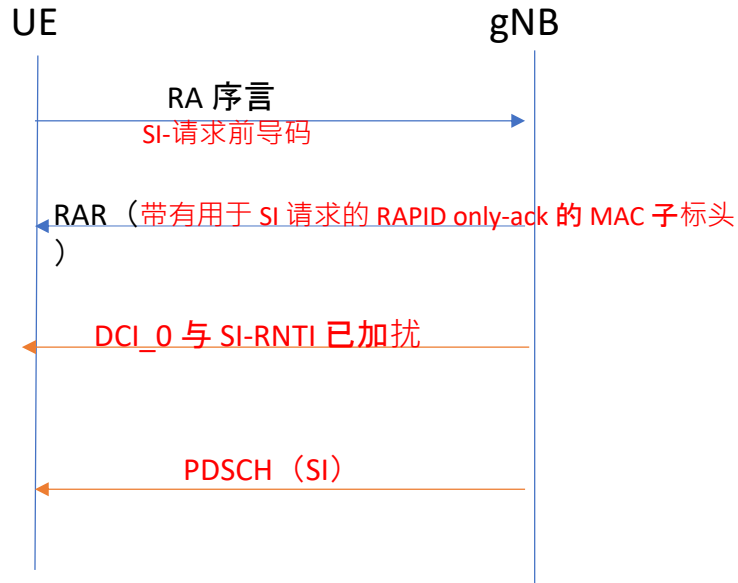 UE
gNB
RA 序言
SI-请求前导码
RAR（带有用于 SI 请求的 RAPID only-ack 的 MAC 子标头
）
DCI_0 与 SI-RNTI 已加扰
PDSCH（SI）